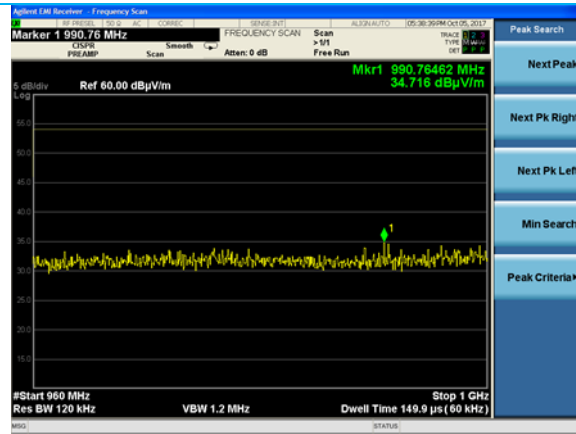 Agilent EMI Receiver - Frequency Scan
RF PRESEL 50 Ω AC CORREC SENSE:INT ALIGN AUTO 05:38:39 PM Oct 05, 2017
Marker 1 990.76 MHz
FREQUENCY SCAN
Scan
>1/1
TRACE 1 2 3
TYPE
DET P P P
CISPR
PREAMP
Smooth
Scan
Atten: 0 dB
Free Run
Peak Search
Mkr1 990.76462 MHz
34.716 dBµV/m
5 dB/div
Log
Ref 60.00 dBµV/m
55.0
50.0
45.0
40.0
35.0
30.0
25.0
20.0
15.0
1
Next Peak
Next Pk Right
Next Pk Left
Min Search
Peak Criteria
#Start 960 MHz
Stop 1 GHz
Res BW 120 kHz
VBW 1.2 MHz
Dwell Time 149.9 µs (60 kHz)
MSG
STATUS